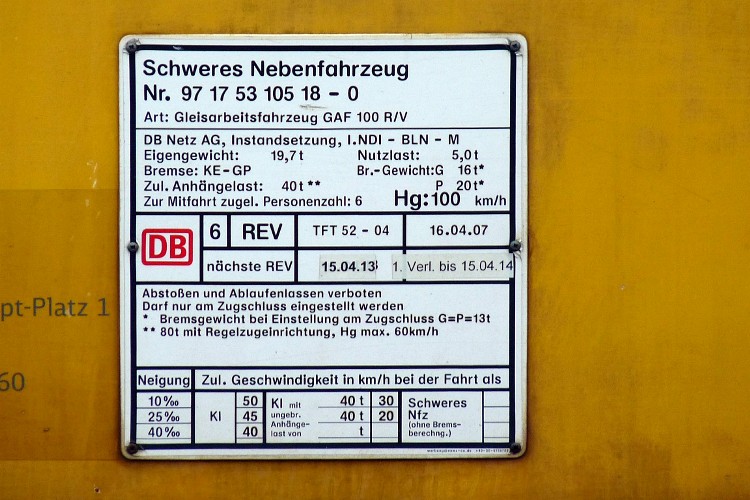 Schweres Nebenfahrzeug
Nr. 97 17 53 105 18 - 0
Art: Gleisarbeitsfahrzeug GAF 100 R/V
DB Netz AG, Instandsetzung, I.NDI - BLN - M
Eigengewicht: 19,7t Nutzlast: 5,0t
Bremse: KE-GP Br.-Gewicht:G 16t*
Zul. Anhängelast: 40t** P 20t*
Zur Mitfahrt zugel. Personenzahl: 6 Hg:100 km/h
DB 6 REV TFT 52 - 04 16.04.07
nächste REV 15.04.13 1. Verl. bis 15.04.14
Abstoßen und Ablaufenlassen verboten
Darf nur am Zugschluss eingestellt werden
* Bremsgewicht bei Einstellung am Zugschluss G=P=13t
** 80t mit Regelzugeinrichtung, Hg max. 60km/h
pt-Platz 1
60
Neigung Zul. Geschwindigkeit in km/h bei der Fahrt als
10‰ 50 40 t 30
25‰ 45 40 t 20
40‰ 40 t
Kl
Kl mit
ungebr.
Anhänge-
last von
Schweres
Nfz
(ohne Brems-
berechng.)